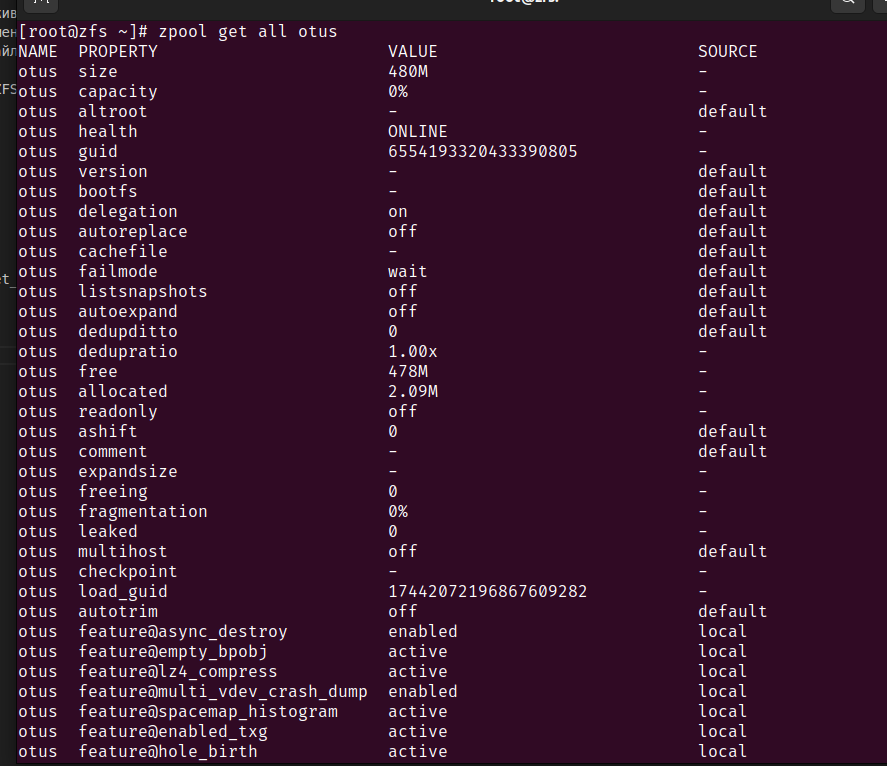 [root@zfs ~]# zpool get all otus
NAME  PROPERTY                       VALUE                          SOURCE
otus  size                           480M                           -
otus  capacity                       0%                             -
otus  altroot                        -                              default
otus  health                         ONLINE                         -
otus  guid                           6554193320433390805            -
otus  version                        -                              default
otus  bootfs                         -                              default
otus  delegation                     on                             default
otus  autoreplace                    off                            default
otus  cachefile                      -                              default
otus  failmode                       wait                           default
otus  listsnapshots                  off                            default
otus  autoexpand                     off                            default
otus  dedupditto                     0                              default
otus  dedupratio                     1.00x                          -
otus  free                           478M                           -
otus  allocated                      2.09M                          -
otus  readonly                       off                            -
otus  ashift                         0                              default
otus  comment                        -                              default
otus  expandsize                     -                              -
otus  freeing                        0                              -
otus  fragmentation                  0%                             -
otus  leaked                         0                              -
otus  multihost                      off                            default
otus  checkpoint                     -                              -
otus  load_guid                      17442072196867609282           -
otus  autotrim                       off                            default
otus  feature@async_destroy          enabled                        local
otus  feature@empty_bpobj            active                         local
otus  feature@lz4_compress           active                         local
otus  feature@multi_vdev_crash_dump  enabled                        local
otus  feature@spacemap_histogram     active                         local
otus  feature@enabled_txg            active                         local
otus  feature@hole_birth             active                         local